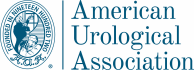 FOUNDED IN NINETEEN HUNDRED TWO
A.U.A.
American
Urological
Association